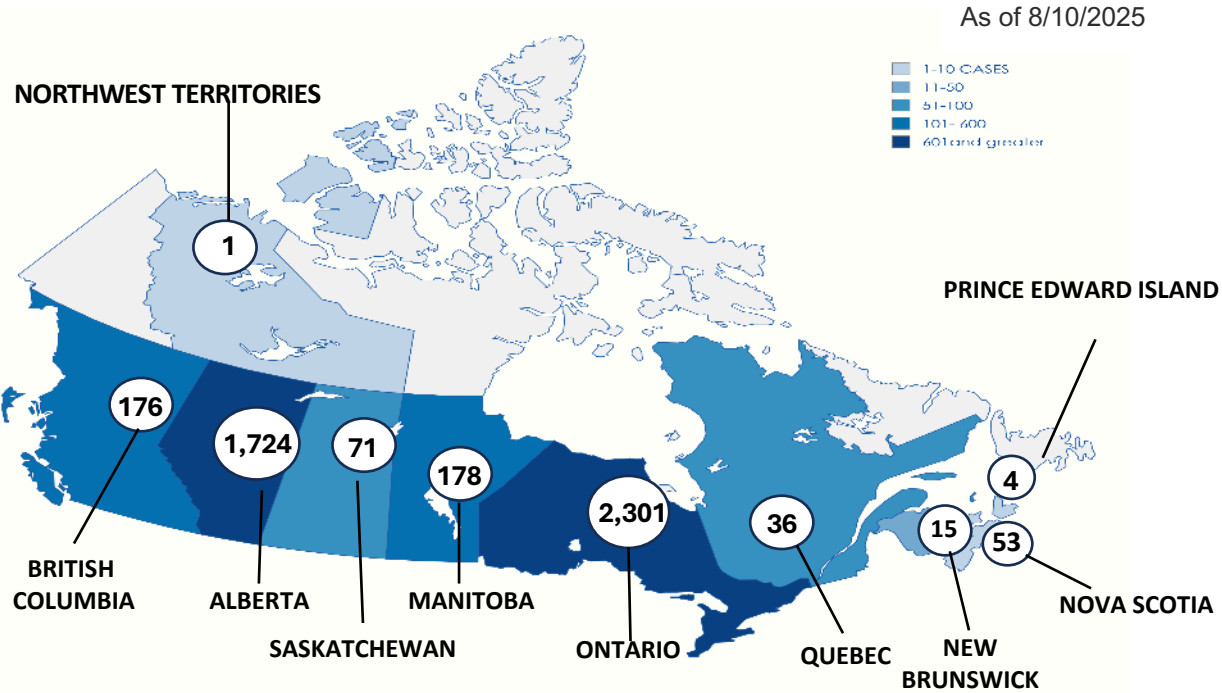 As of 8/10/2025
1-10 CASES
11-50
51-100
101- 600
601and greater
NORTHWEST TERRITORIES
1
PRINCE EDWARD ISLAND
176
1,724
71
178
2,301
36
4
15
53
BRITISH
COLUMBIA
ALBERTA
SASKATCHEWAN
MANITOBA
ONTARIO
QUEBEC
NEW
BRUNSWICK
NOVA SCOTIA